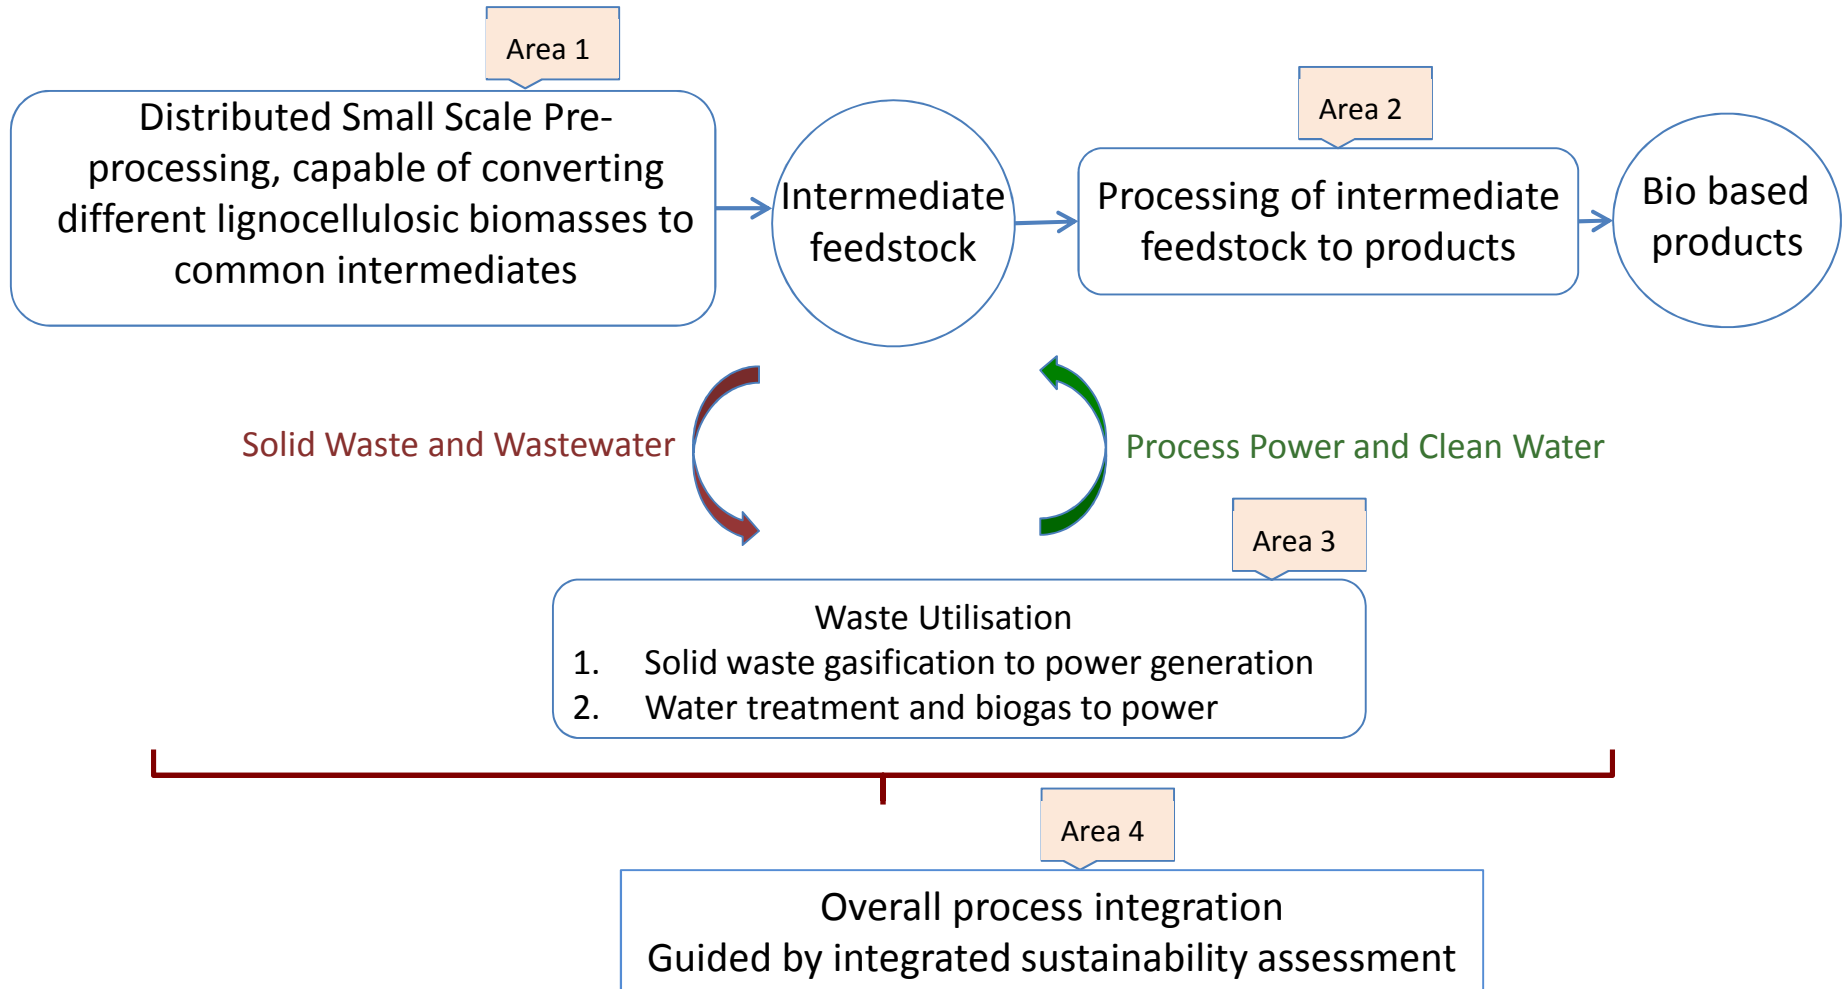 Area 1
Distributed Small Scale Pre-
processing, capable of converting
different lignocellulosic biomasses to
common intermediates
Intermediate
feedstock
Area 2
Processing of intermediate
feedstock to products
Bio based
products
Solid Waste and Wastewater
Process Power and Clean Water
Area 3
Waste Utilisation
1. Solid waste gasification to power generation
2. Water treatment and biogas to power
Area 4
Overall process integration
Guided by integrated sustainability assessment